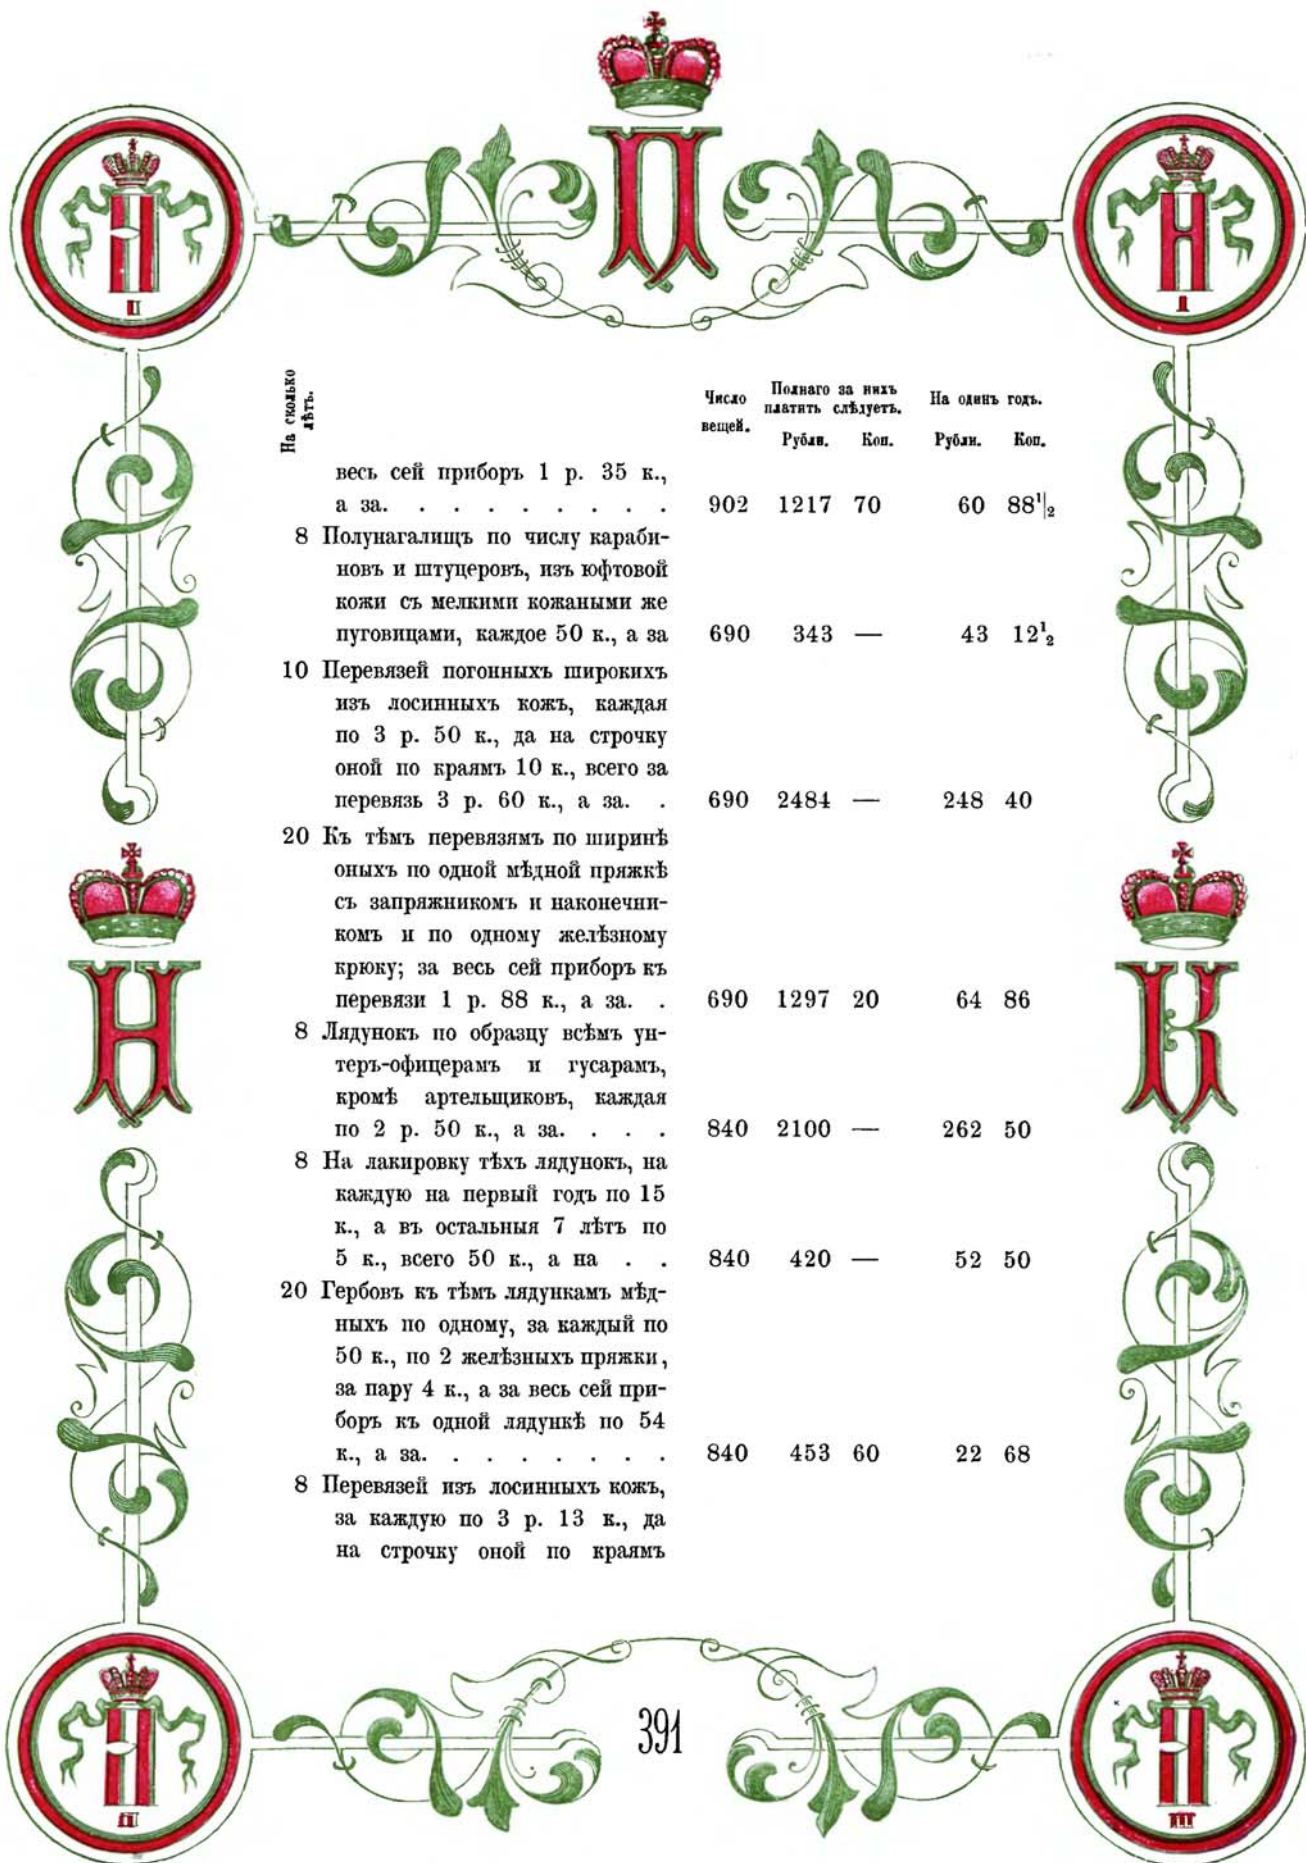 П
II
I
На сколько
лѣтъ.
Число
вещей.
Полнаго за нихъ
платить слѣдуетъ.
На одинъ годъ.
Рубли. Коп. Рубли. Коп.
весь сей приборъ 1 р. 35 к.,
а за. . . . . . . . . 902 1217 70 60 88¹|₂
8 Полунагалищъ по числу караби-
новъ и штуцеровъ, изъ юфтовой
кожи съ мелкими кожаными же
пуговицами, каждое 50 к., а за 690 343 — 43 12¹₂
10 Перевязей погонныхъ широкихъ
изъ лосинныхъ кожъ, каждая
по 3 р. 50 к., да на строчку
оной по краямъ 10 к., всего за
перевязь 3 р. 60 к., а за. . 690 2484 — 248 40
20 Къ тѣмъ перевязямъ по ширинѣ
оныхъ по одной мѣдной пряжкѣ
съ запряжникомъ и наконечни-
комъ и по одному желѣзному
крюку; за весь сей приборъ къ
перевязи 1 р. 88 к., а за. . 690 1297 20 64 86
8 Лядунокъ по образцу всѣмъ ун-
теръ-офицерамъ и гусарамъ,
кромѣ артельщиковъ, каждая
по 2 р. 50 к., а за. . . . 840 2100 — 262 50
8 На лакировку тѣхъ лядунокъ, на
каждую на первый годъ по 15
к., а въ остальныя 7 лѣтъ по
5 к., всего 50 к., а на . . 840 420 — 52 50
20 Гербовъ къ тѣмъ лядункамъ мѣд-
ныхъ по одному, за каждый по
50 к., по 2 желѣзныхъ пряжки,
за пару 4 к., а за весь сей при-
боръ къ одной лядункѣ по 54
к., а за. . . . . . . . 840 453 60 22 68
8 Перевязей изъ лосинныхъ кожъ,
за каждую по 3 р. 13 к., да
на строчку оной по краямъ
Н
К
391
III